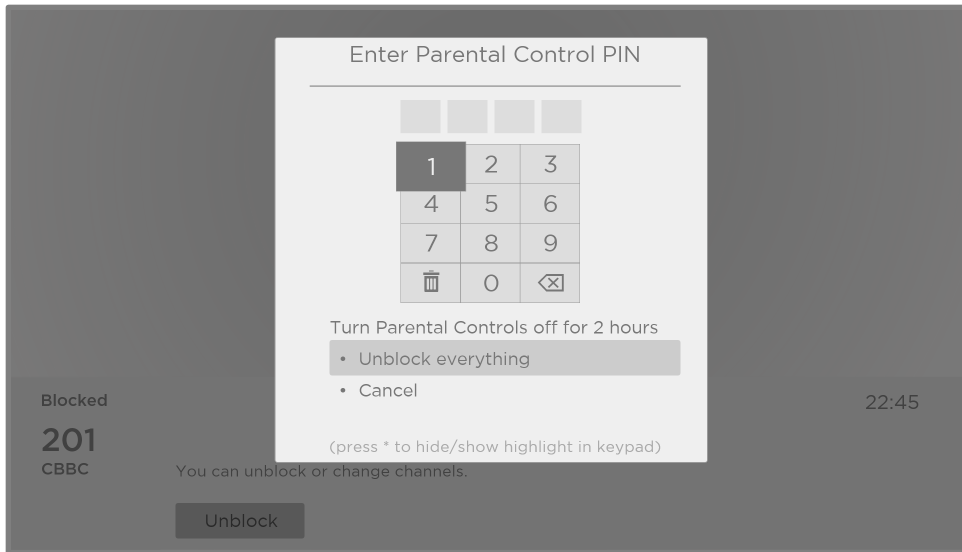 Enter Parental Control PIN
1 2 3
4 5 6
7 8 9
0
Turn Parental Controls off for 2 hours
• Unblock everything
• Cancel
(press * to hide/show highlight in keypad)
Blocked
22:45
201
CBBC
You can unblock or change channels.
Unblock